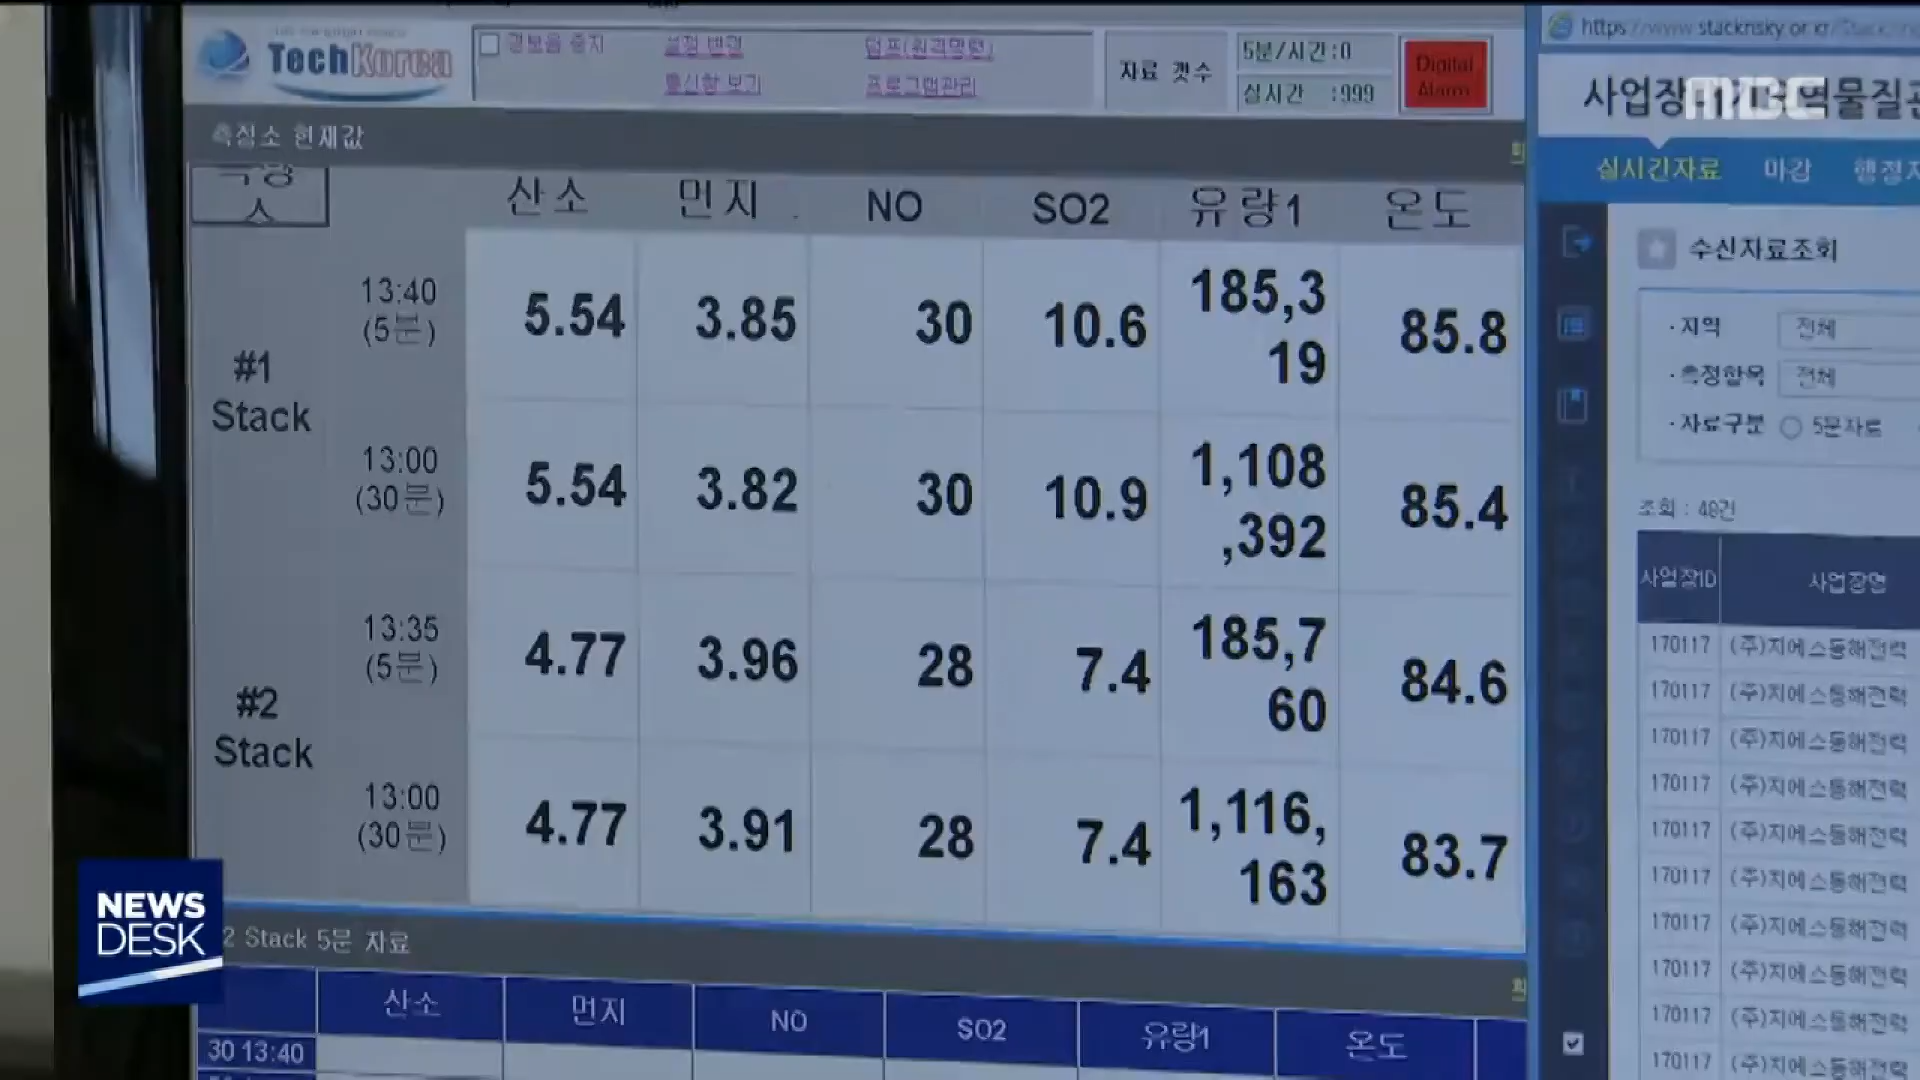 TechKorea
경보음 중지
설정 변경
덤프(원격명령)
통신창 보기
프로그램관리
자료 갯수
5분/시간:0
실시간 :999
Digital
Alarm
https://www.stacknsky.or.kr/
MBC
실시간자료 마감
측정소 현재값
산소 먼지 NO SO2 유량1 온도
#1
Stack
13:40
(5분)
5.54 3.85 30 10.6 185,319 85.8
13:00
(30분)
5.54 3.82 30 10.9 1,108,392 85.4
#2
Stack
13:35
(5분)
4.77 3.96 28 7.4 185,760 84.6
13:00
(30분)
4.77 3.91 28 7.4 1,116,163 83.7
2 Stack 5분 자료
산소 먼지 NO SO2 유량1 온도
30 13:40
NEWS
DESK
수신자료조회
·지역 전체
·측정항목 전체
·자료구분 5분자료
조회 : 48건
사업장ID 사업장명
170117 (주)지에스동해전력
170117 (주)지에스동해전력
170117 (주)지에스동해전력
170117 (주)지에스동해전력
170117 (주)지에스동해전력
170117 (주)지에스동해전력
170117 (주)지에스동해전력
170117 (주)지에스동해전력
170117 (주)지에스동해전력
170117 (주)지에스동해전력